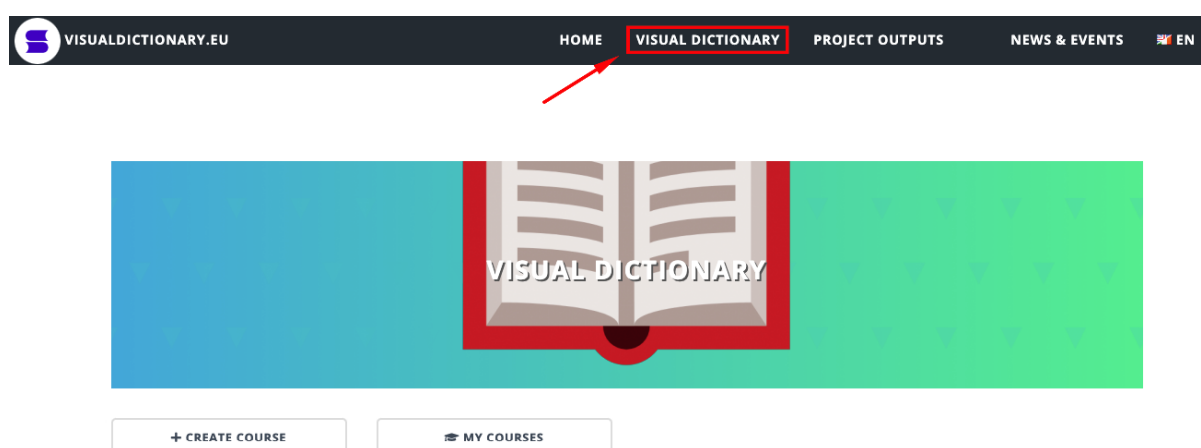 VISUALDICTIONARY.EU HOME VISUAL DICTIONARY PROJECT OUTPUTS NEWS & EVENTS EN
VISUAL DICTIONARY
+ CREATE COURSE MY COURSES